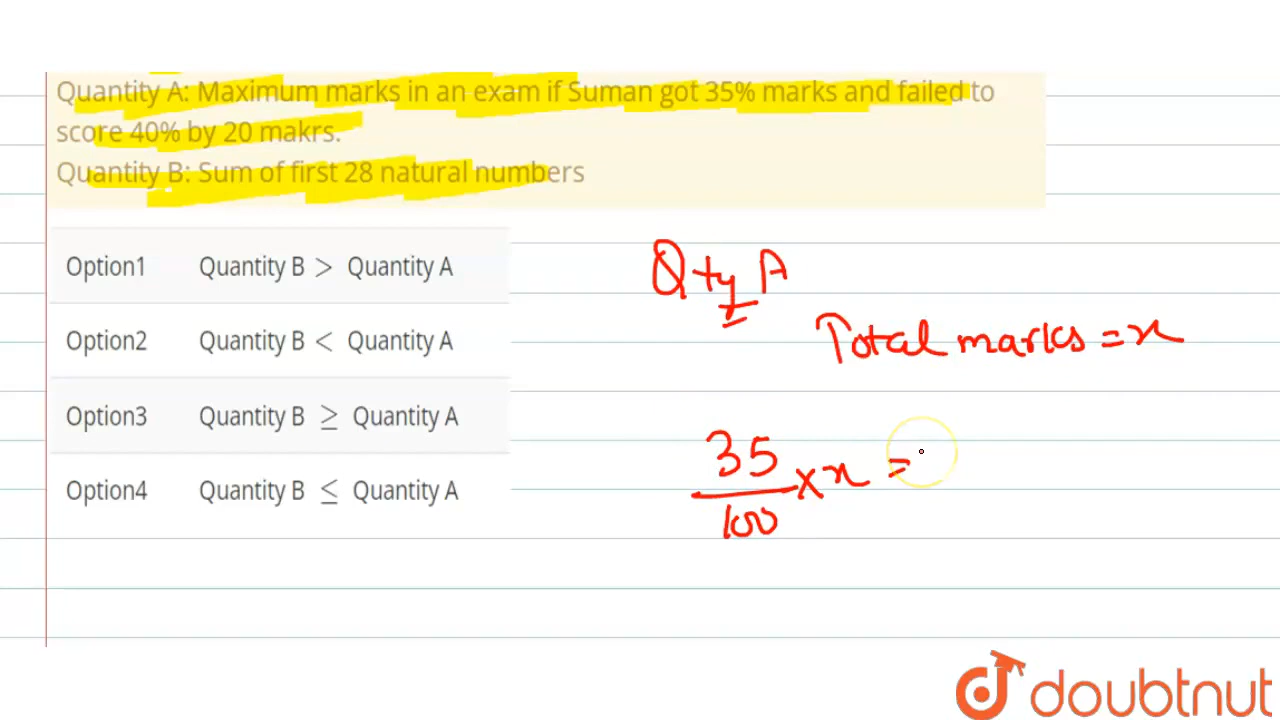 Quantity A: Maximum marks in an exam if Suman got 35% marks and failed to
score 40% by 20 makrs.
Quantity B: Sum of first 28 natural numbers
Option1 Quantity B > Quantity A
Option2 Quantity B < Quantity A
Option3 Quantity B ≥ Quantity A
Option4 Quantity B ≤ Quantity A
Qty A
Total marks = x
35
100
× x =
doubtnut